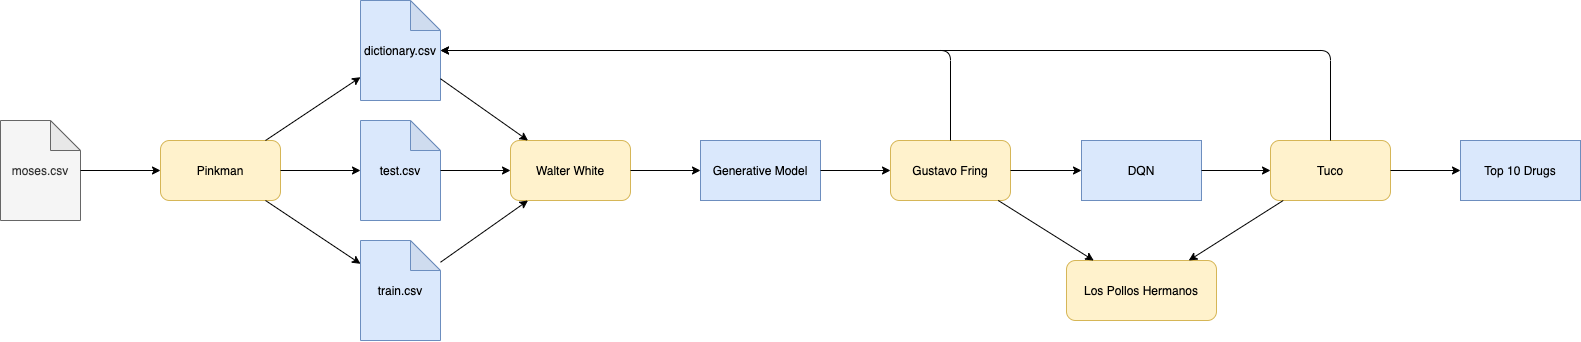 dictionary.csv
moses.csv
Pinkman
test.csv
Walter White
Generative Model
Gustavo Fring
DQN
Tuco
Top 10 Drugs
train.csv
Los Pollos Hermanos